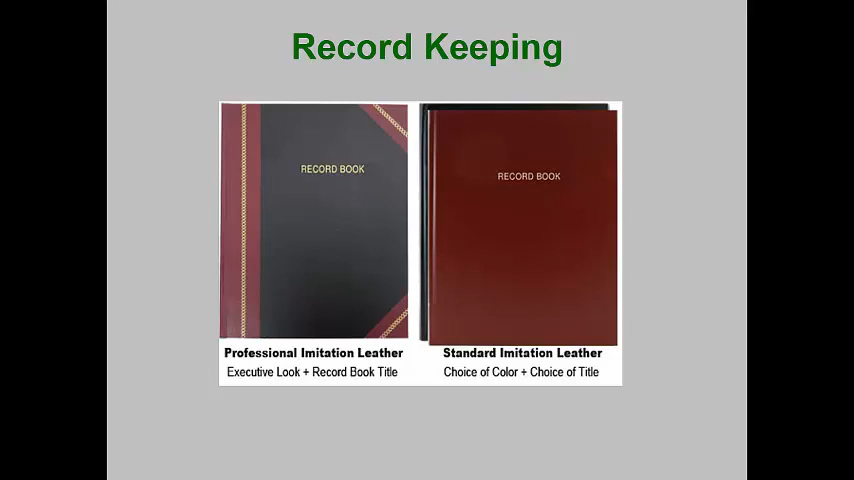 Record Keeping
RECORD BOOK
RECORD BOOK
Professional Imitation Leather
Executive Look + Record Book Title
Standard Imitation Leather
Choice of Color + Choice of Title